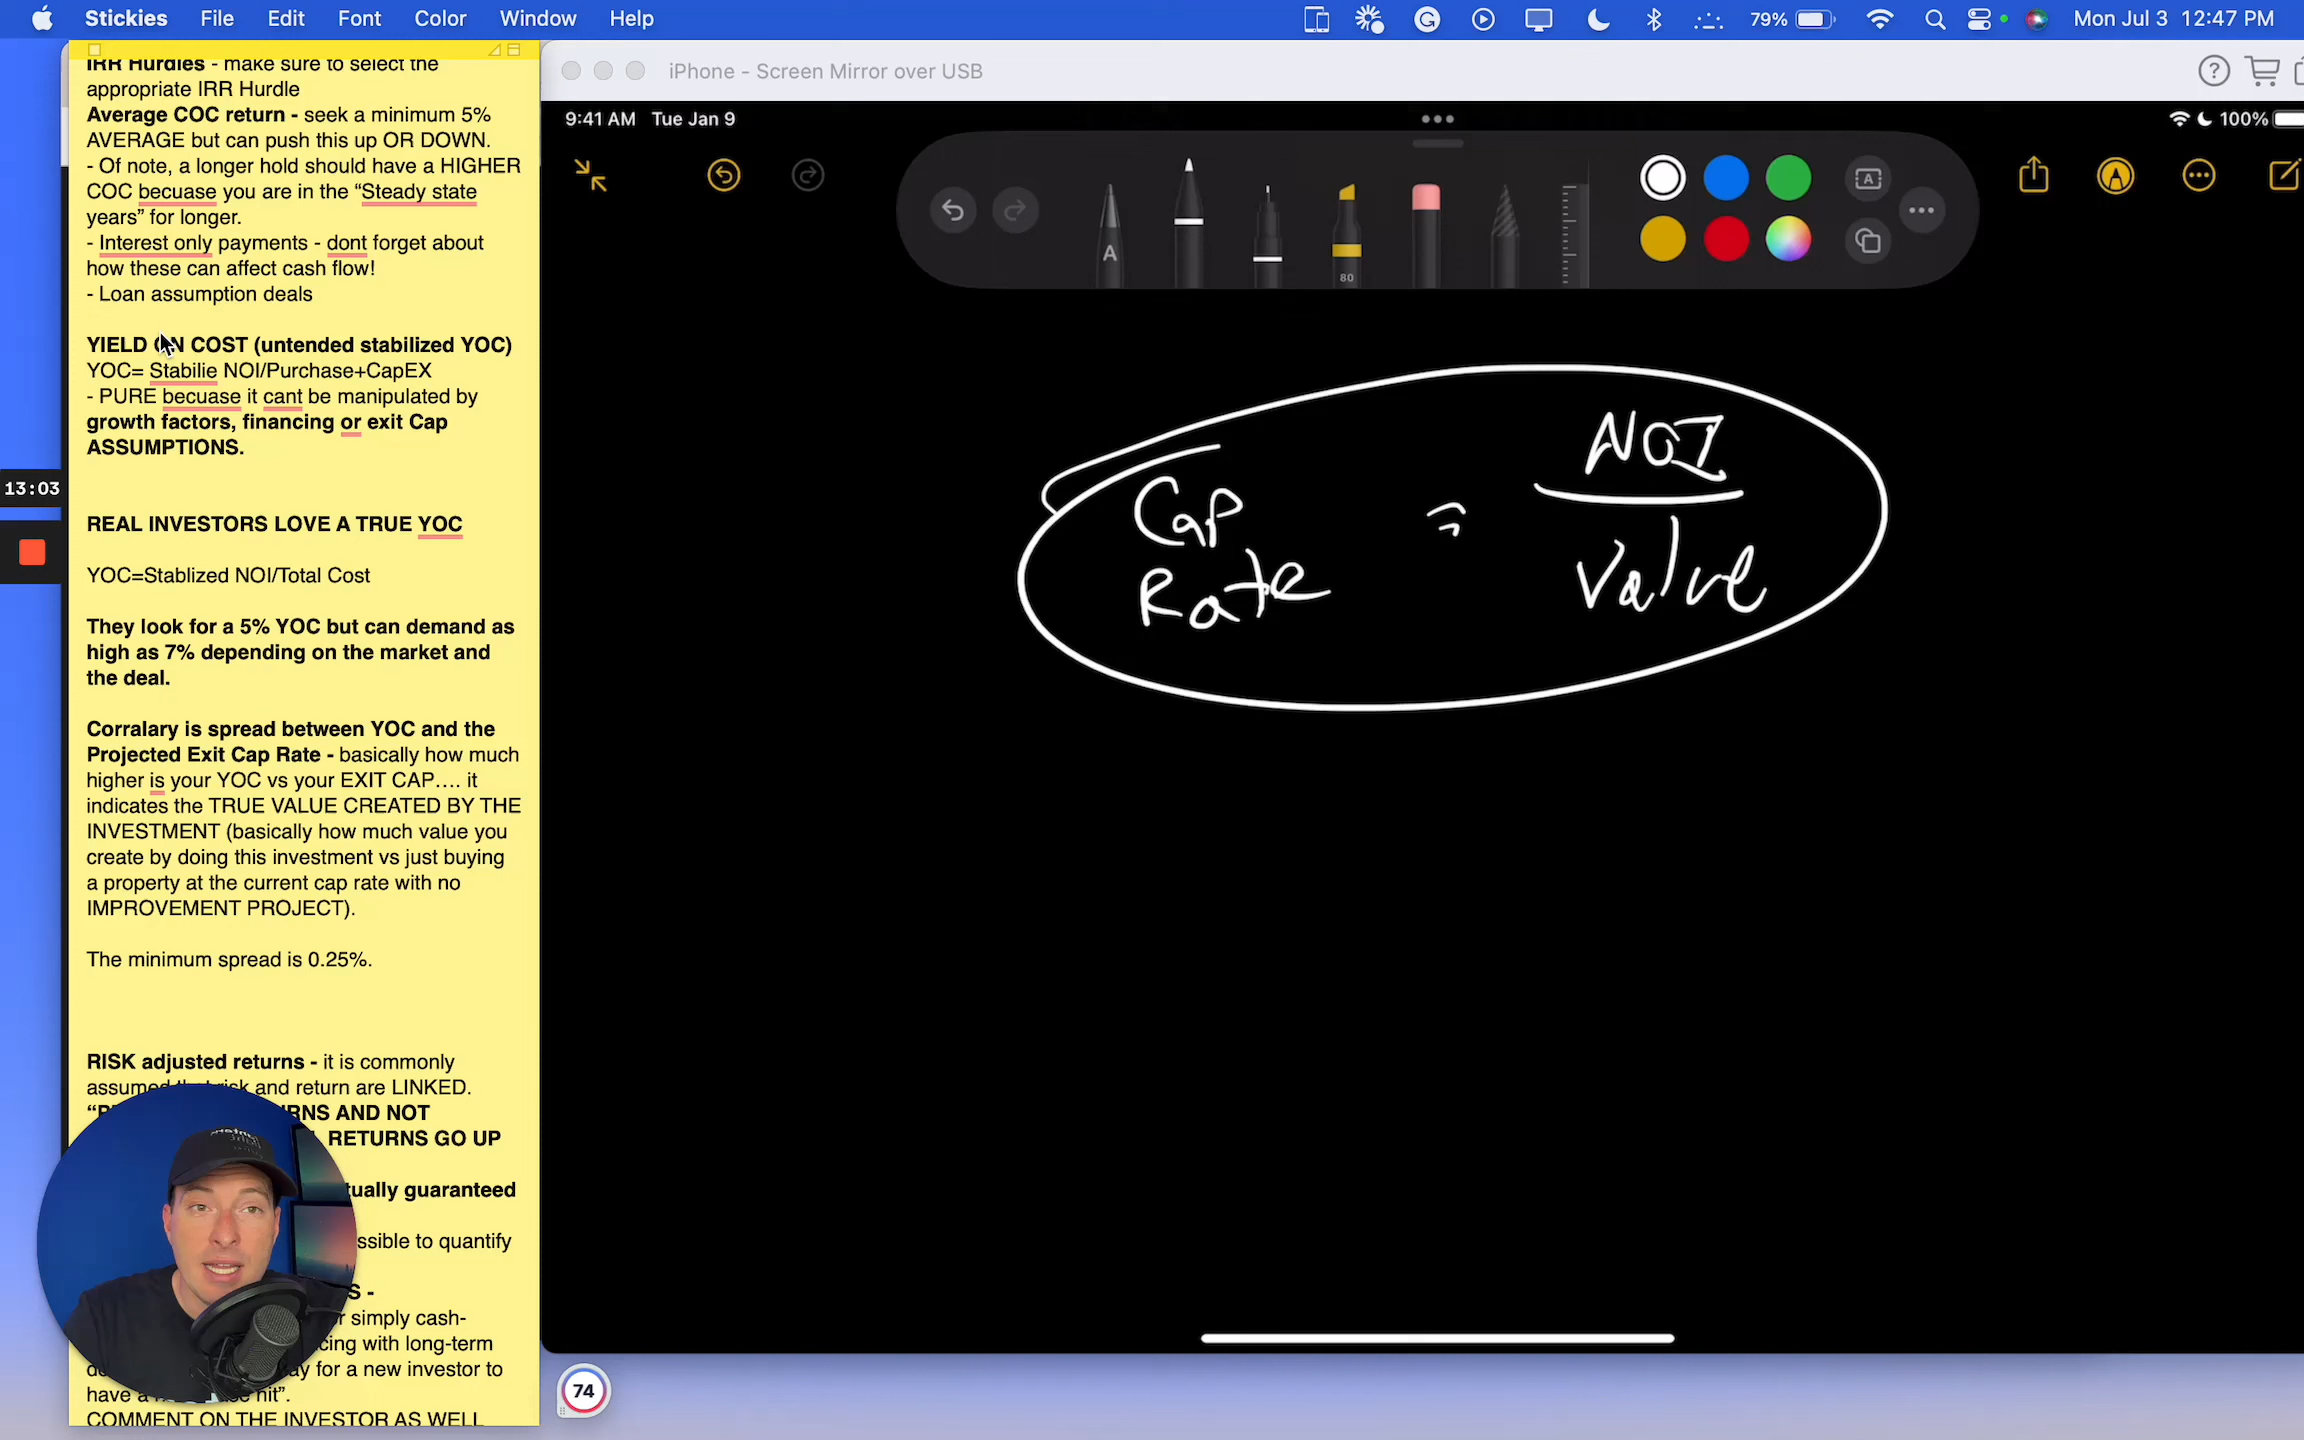 Stickies File Edit Font Color Window Help
79% Mon Jul 3 12:47 PM
IRR Hurdles - make sure to select the
appropriate IRR Hurdle
Average COC return - seek a minimum 5%
AVERAGE but can push this up OR DOWN.
- Of note, a longer hold should have a HIGHER
COC becuase you are in the “Steady state
years” for longer.
- Interest only payments - dont forget about
how these can affect cash flow!
- Loan assumption deals
YIELD ON COST (untended stabilized YOC)
YOC= Stabilie NOI/Purchase+CapEX
- PURE becuase it cant be manipulated by
growth factors, financing or exit Cap
ASSUMPTIONS.
13:03
REAL INVESTORS LOVE A TRUE YOC
YOC=Stablized NOI/Total Cost
They look for a 5% YOC but can demand as
high as 7% depending on the market and
the deal.
Corralary is spread between YOC and the
Projected Exit Cap Rate - basically how much
higher is your YOC vs your EXIT CAP.... it
indicates the TRUE VALUE CREATED BY THE
INVESTMENT (basically how much value you
create by doing this investment vs just buying
a property at the current cap rate with no
IMPROVEMENT PROJECT).
The minimum spread is 0.25%.
RISK adjusted returns - it is commonly
assumed that risk and return are LINKED.
AND NOT
RETURNS GO UP
guaranteed
to quantify
simply cash-
with long-term
for a new investor to
have a
hit”.
COMMENT ON THE INVESTOR AS WELL
iPhone - Screen Mirror over USB
9:41 AM Tue Jan 9
100%
A
80
A
NOI
Cap =
Rate Value
74